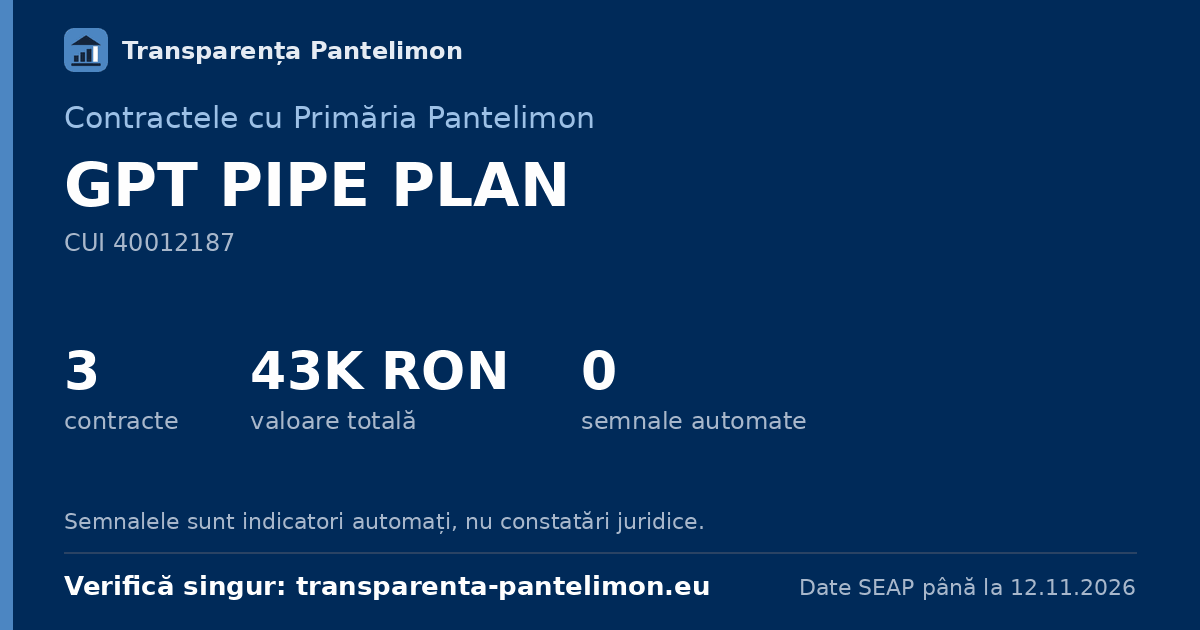 Transparența Pantelimon
Contractele cu Primăria Pantelimon
GPT PIPE PLAN
CUI 40012187
3
contracte
43K RON
valoare totală
0
semnale automate
Semnalele sunt indicatori automați, nu constatări juridice.
Verifică singur: transparenta-pantelimon.eu
Date SEAP până la 12.11.2026